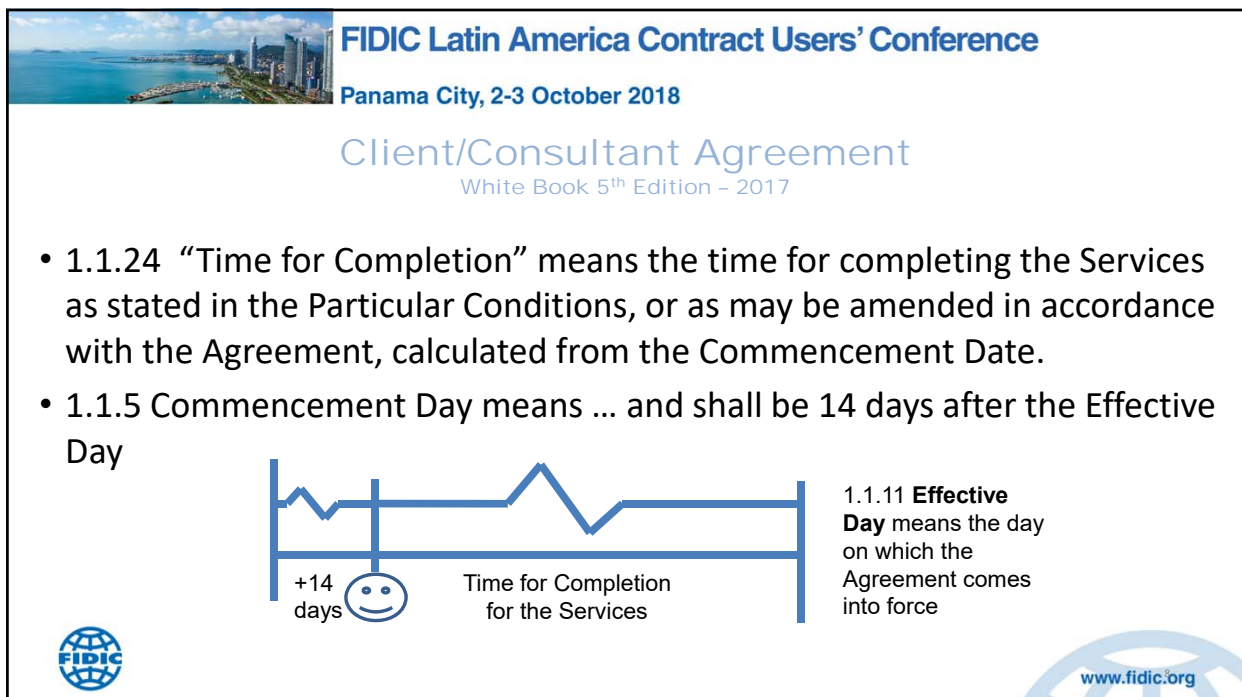 FIDIC Latin America Contract Users’ Conference
Panama City, 2-3 October 2018
Client/Consultant Agreement
White Book 5th Edition – 2017
• 1.1.24 “Time for Completion” means the time for completing the Services
as stated in the Particular Conditions, or as may be amended in accordance
with the Agreement, calculated from the Commencement Date.
• 1.1.5 Commencement Day means … and shall be 14 days after the Effective
Day
+14
days
Time for Completion
for the Services
1.1.11 Effective
Day means the day
on which the
Agreement comes
into force
FIDIC
www.fidic.org